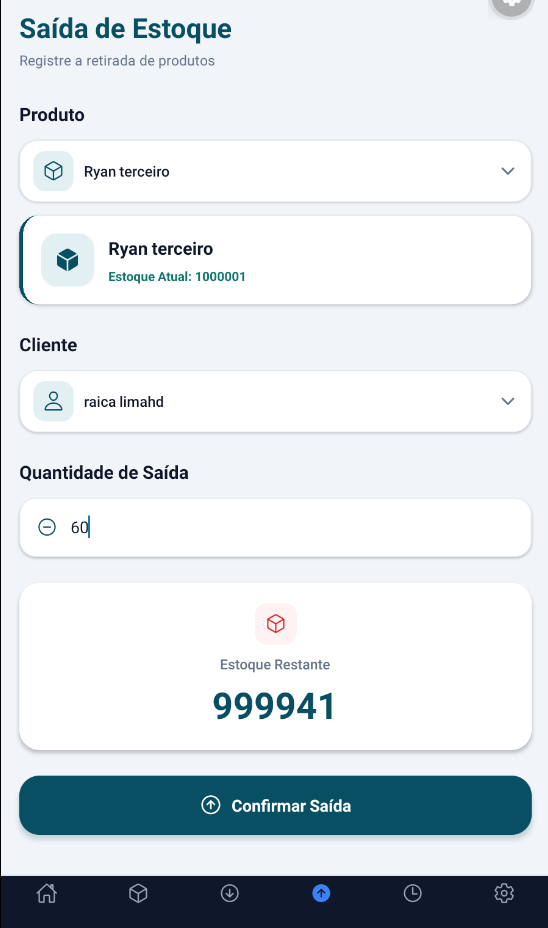 Saída de Estoque
Registre a retirada de produtos
Produto
Ryan terceiro
Ryan terceiro
Estoque Atual: 1000001
Cliente
raica limahd
Quantidade de Saída
60
Estoque Restante
999941
Confirmar Saída